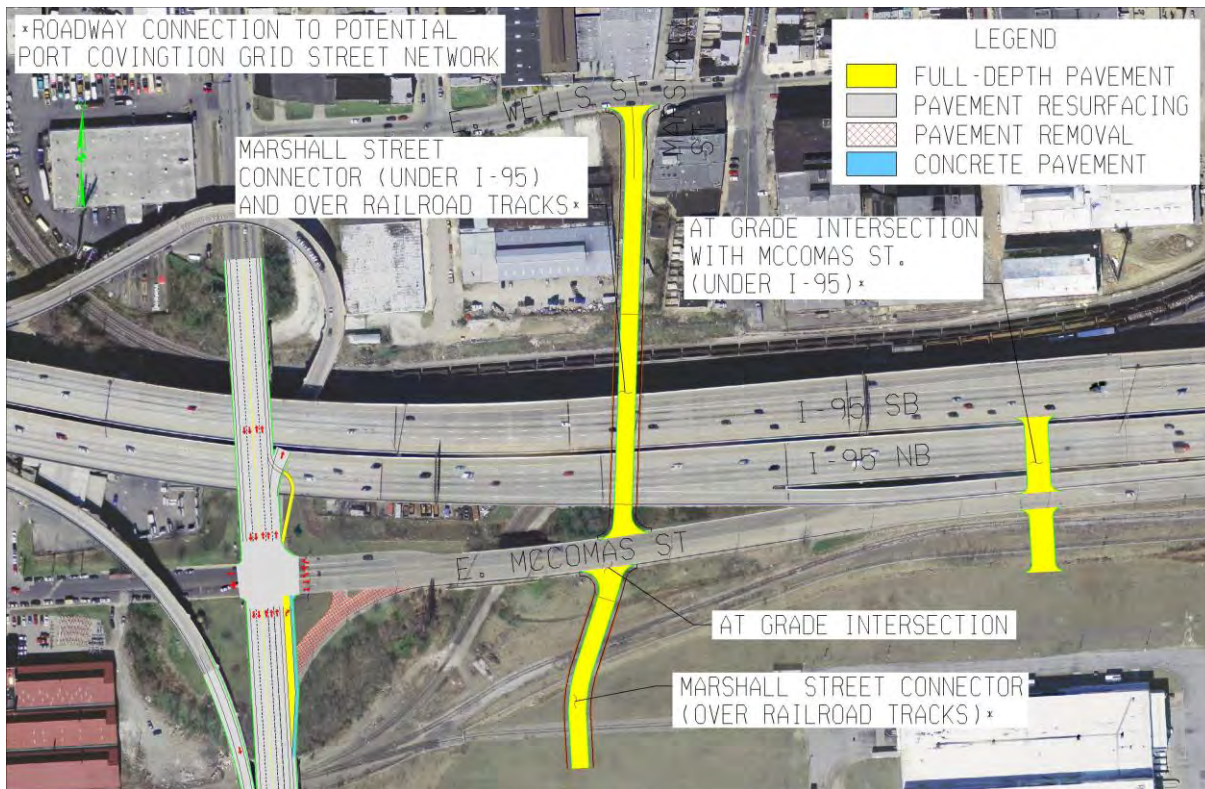 *ROADWAY CONNECTION TO POTENTIAL
PORT COVINGTON GRID STREET NETWORK
LEGEND
FULL-DEPTH PAVEMENT
PAVEMENT RESURFACING
PAVEMENT REMOVAL
CONCRETE PAVEMENT
E. WELLS ST.
MARSHALL
ST
MARSHALL STREET
CONNECTOR (UNDER I-95)
AND OVER RAILROAD TRACKS*
AT GRADE INTERSECTION
WITH MCCOMAS ST.
(UNDER I-95)*
I-95 SB
I-95 NB
E. MCCOMAS ST
AT GRADE INTERSECTION
MARSHALL STREET CONNECTOR
(OVER RAILROAD TRACKS)*